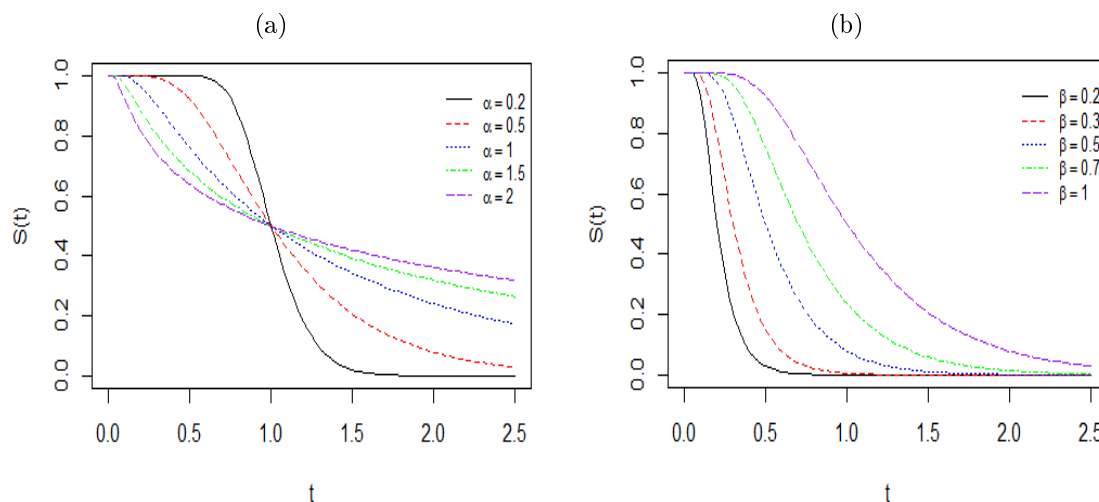 (a)
S(t)
0.0 0.2 0.4 0.6 0.8 1.0
α = 0.2
α = 0.5
α = 1
α = 1.5
α = 2
0.0 0.5 1.0 1.5 2.0 2.5
t
(b)
S(t)
0.0 0.2 0.4 0.6 0.8 1.0
β = 0.2
β = 0.3
β = 0.5
β = 0.7
β = 1
0.0 0.5 1.0 1.5 2.0 2.5
t